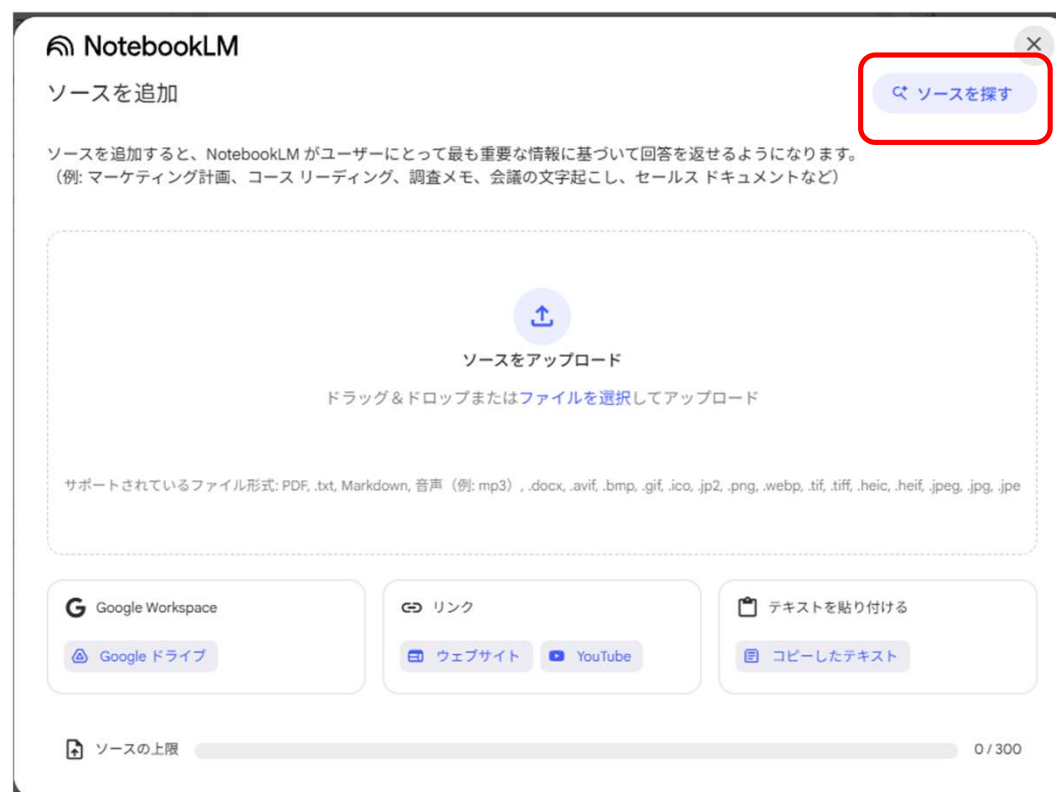 NotebookLM
ソースを追加
ソースを探す
ソースを追加すると、NotebookLM がユーザーにとって最も重要な情報に基づいて回答を返せるようになります。
（例: マーケティング計画、コース リーディング、調査メモ、会議の文字起こし、セールス ドキュメントなど）
ソースをアップロード
ドラッグ＆ドロップまたはファイルを選択してアップロード
サポートされているファイル形式: PDF, .txt, Markdown, 音声（例: mp3）, .docx, .avif, .bmp, .gif, .ico, .jp2, .png, .webp, .tif, .tiff, .heic, .heif, .jpeg, .jpg, .jpe
Google Workspace
Google ドライブ
リンク
ウェブサイト
YouTube
テキストを貼り付ける
コピーしたテキスト
ソースの上限
0 / 300